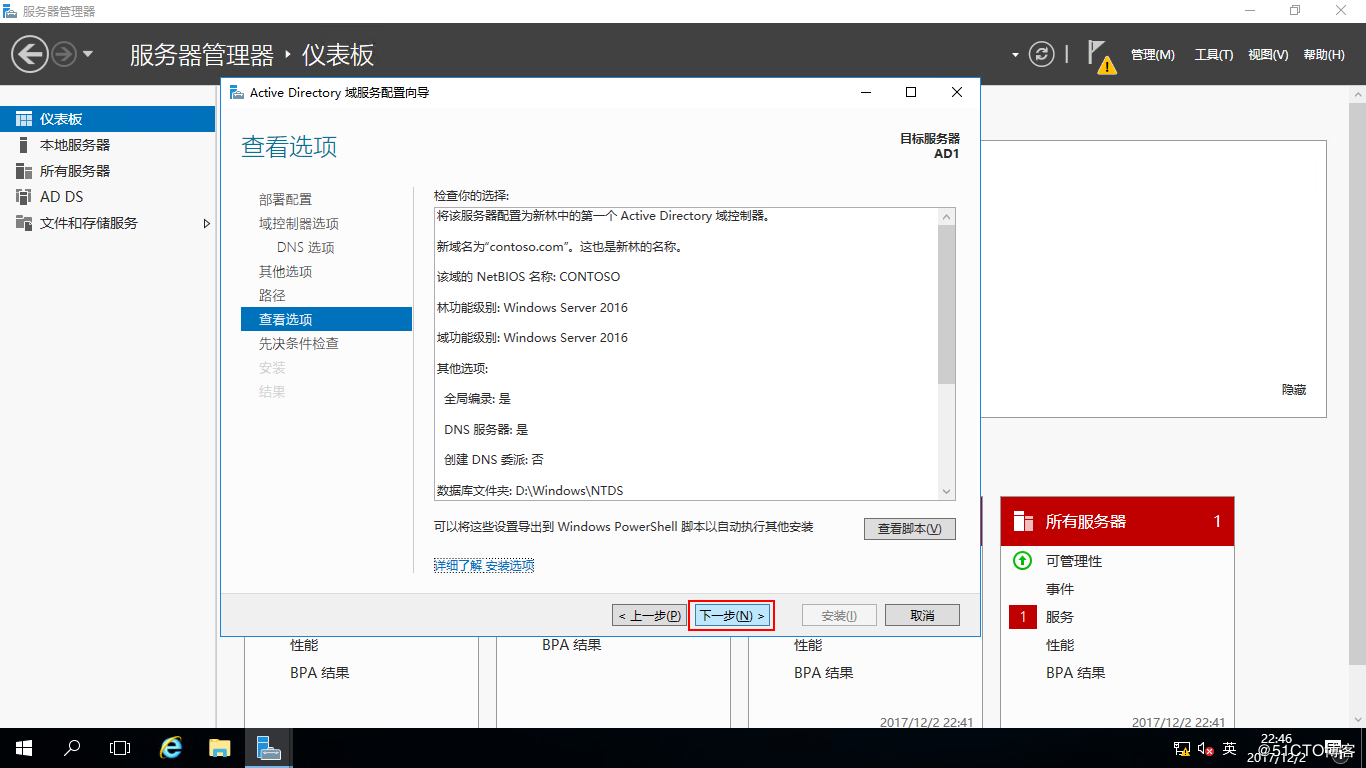 服务器管理器
服务器管理器 仪表板
管理(M) 工具(T) 视图(V) 帮助(H)
仪表板
本地服务器
所有服务器
AD DS
文件和存储服务
Active Directory 域服务配置向导
查看选项
目标服务器
AD1
部署配置
域控制器选项
DNS 选项
其他选项
路径
查看选项
先决条件检查
安装
结果
检查你的选择:
将该服务器配置为新林中的第一个 Active Directory 域控制器。
新域名为“contoso.com”。这也是新林的名称。
该域的 NetBIOS 名称: CONTOSO
林功能级别: Windows Server 2016
域功能级别: Windows Server 2016
其他选项:
全局编录: 是
DNS 服务器: 是
创建 DNS 委派: 否
数据库文件夹: D:\Windows\NTDS
可以将这些设置导出到 Windows PowerShell 脚本以自动执行其他安装
查看脚本(V)
详细了解 安装选项
< 上一步(P) 下一步(N) > 安装(I) 取消
隐藏
所有服务器 1
可管理性
事件
1 服务
性能
BPA 结果
2017/12/2 22:41
性能
BPA 结果
BPA 结果
性能
BPA 结果
2017/12/2 22:41
英
22:46
2017/12/2
@51CTO博客